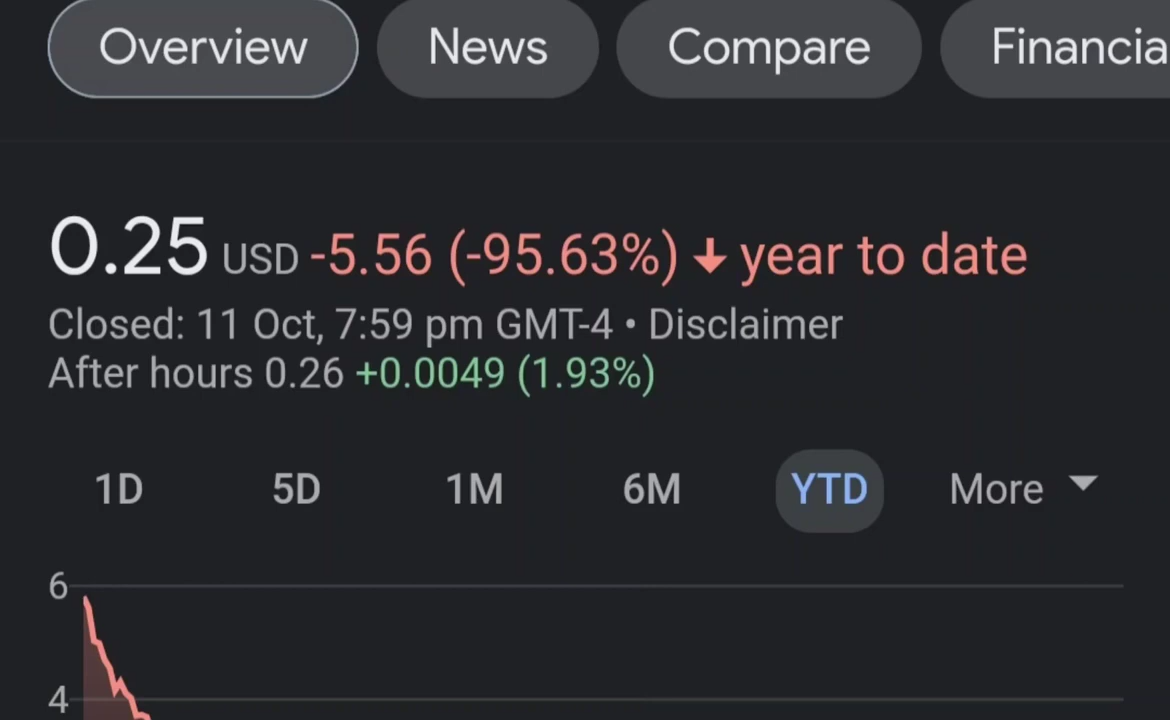 Overview News Compare Financia
0.25 USD -5.56 (-95.63%) ↓ year to date
Closed: 11 Oct, 7:59 pm GMT-4 • Disclaimer
After hours 0.26 +0.0049 (1.93%)
1D 5D 1M 6M YTD More
6
4